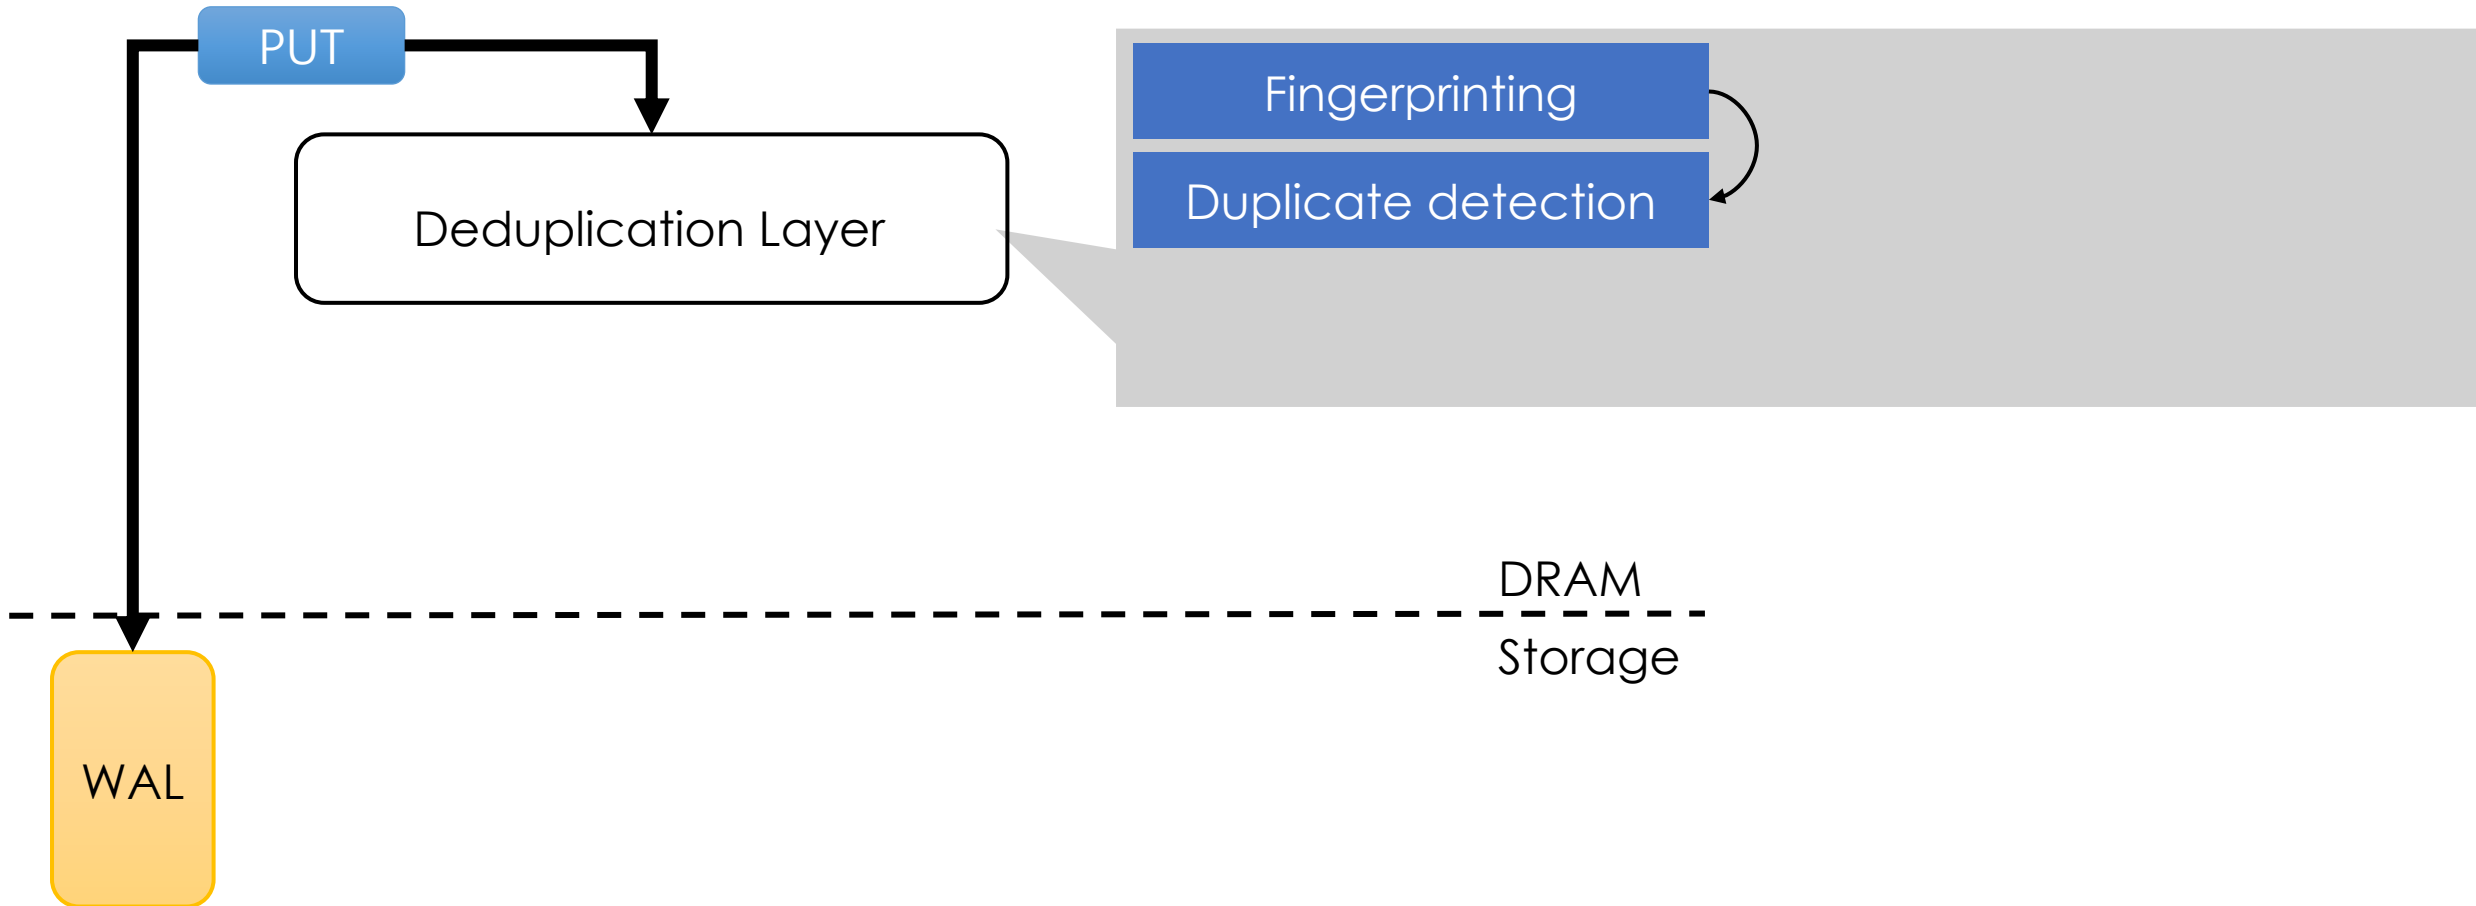 PUT
Fingerprinting
Duplicate detection
Deduplication Layer
DRAM
Storage
WAL